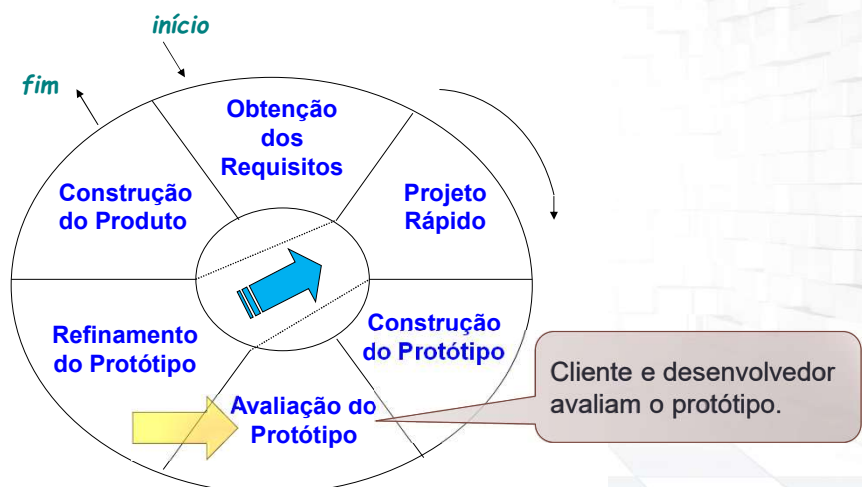 início
fim
Obtenção
dos
Requisitos
Projeto
Rápido
Construção
do Protótipo
Avaliação do
Protótipo
Refinamento
do Protótipo
Construção
do Produto
Cliente e desenvolvedor
avaliam o protótipo.